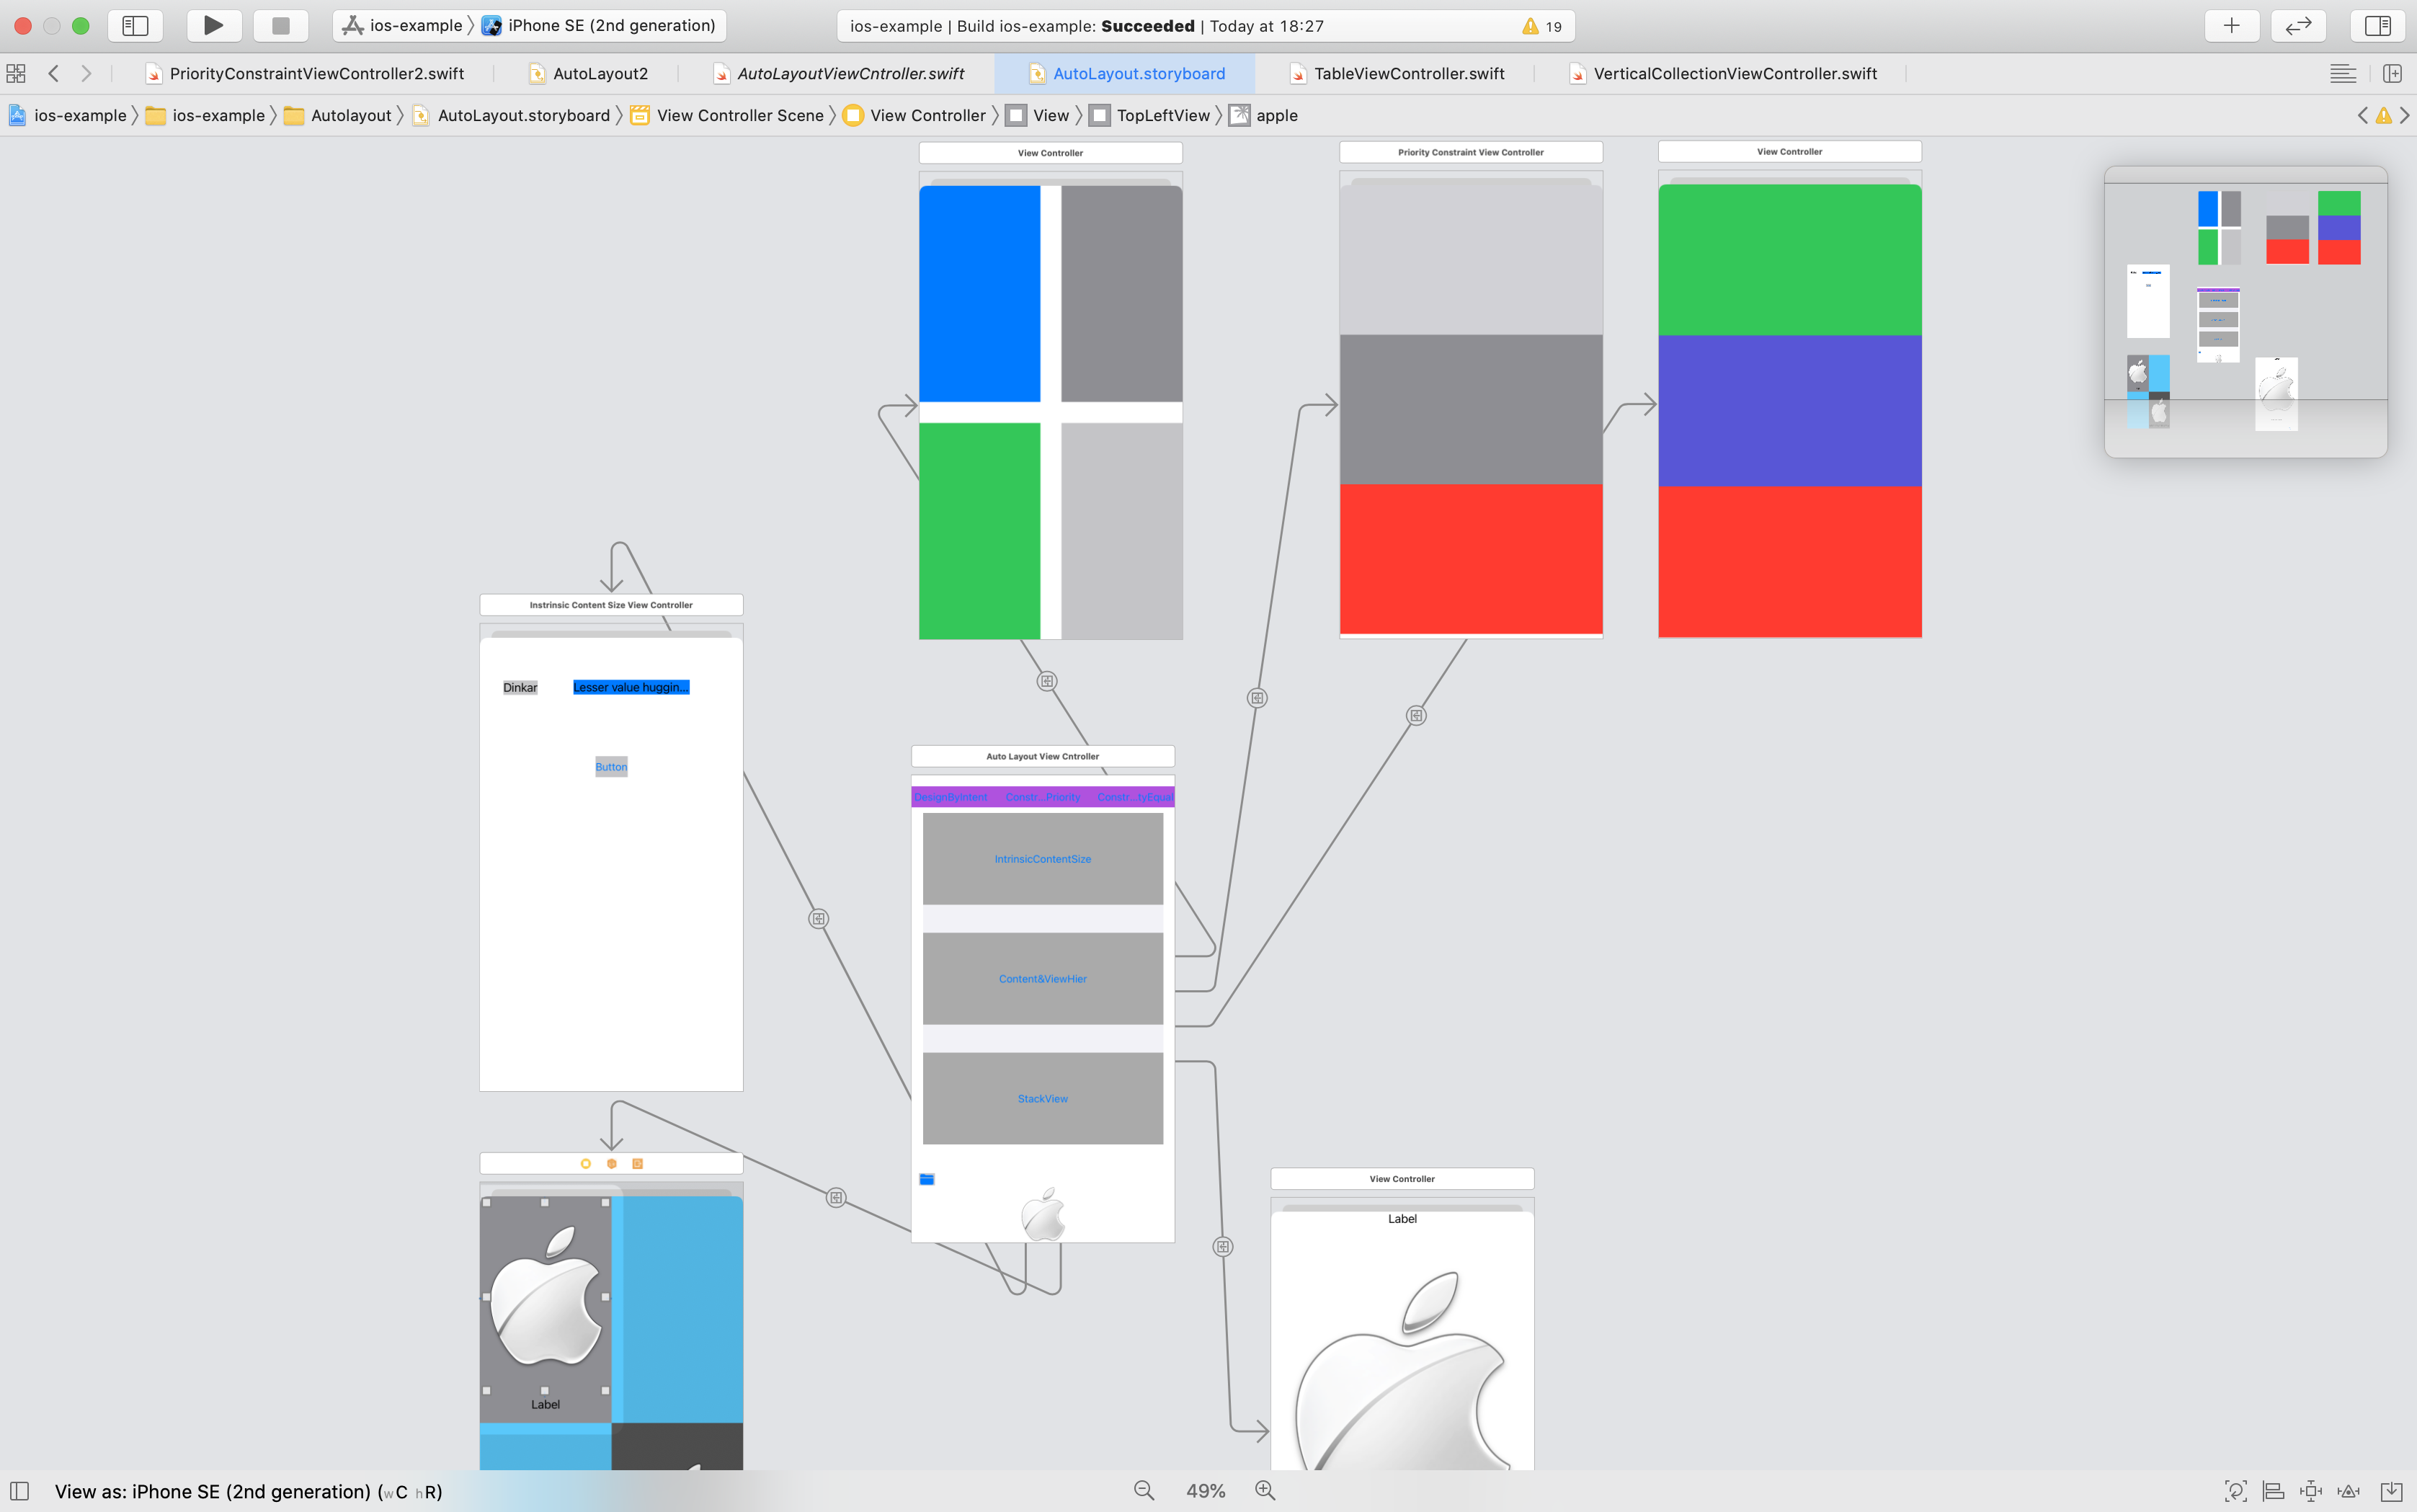 ios-example
iPhone SE (2nd generation)
ios-example | Build ios-example: Succeeded | Today at 18:27
19
PriorityConstraintViewController2.swift
AutoLayout2
AutoLayoutViewCntroller.swift
AutoLayout.storyboard
TableViewController.swift
VerticalCollectionViewController.swift
ios-example
ios-example
Autolayout
AutoLayout.storyboard
View Controller Scene
View Controller
View
TopLeftView
apple
View Controller
Priority Constraint View Controller
View Controller
Instrinsic Content Size View Controller
Dinkar
Lesser value huggin...
Button
Auto Layout View Cntroller
DesignByIntent
Constr...Priority
Constr...tyEqual
IntrinsicContentSize
Content&ViewHier
StackView
View Controller
Label
Label
View as: iPhone SE (2nd generation) (wC hR)
49%